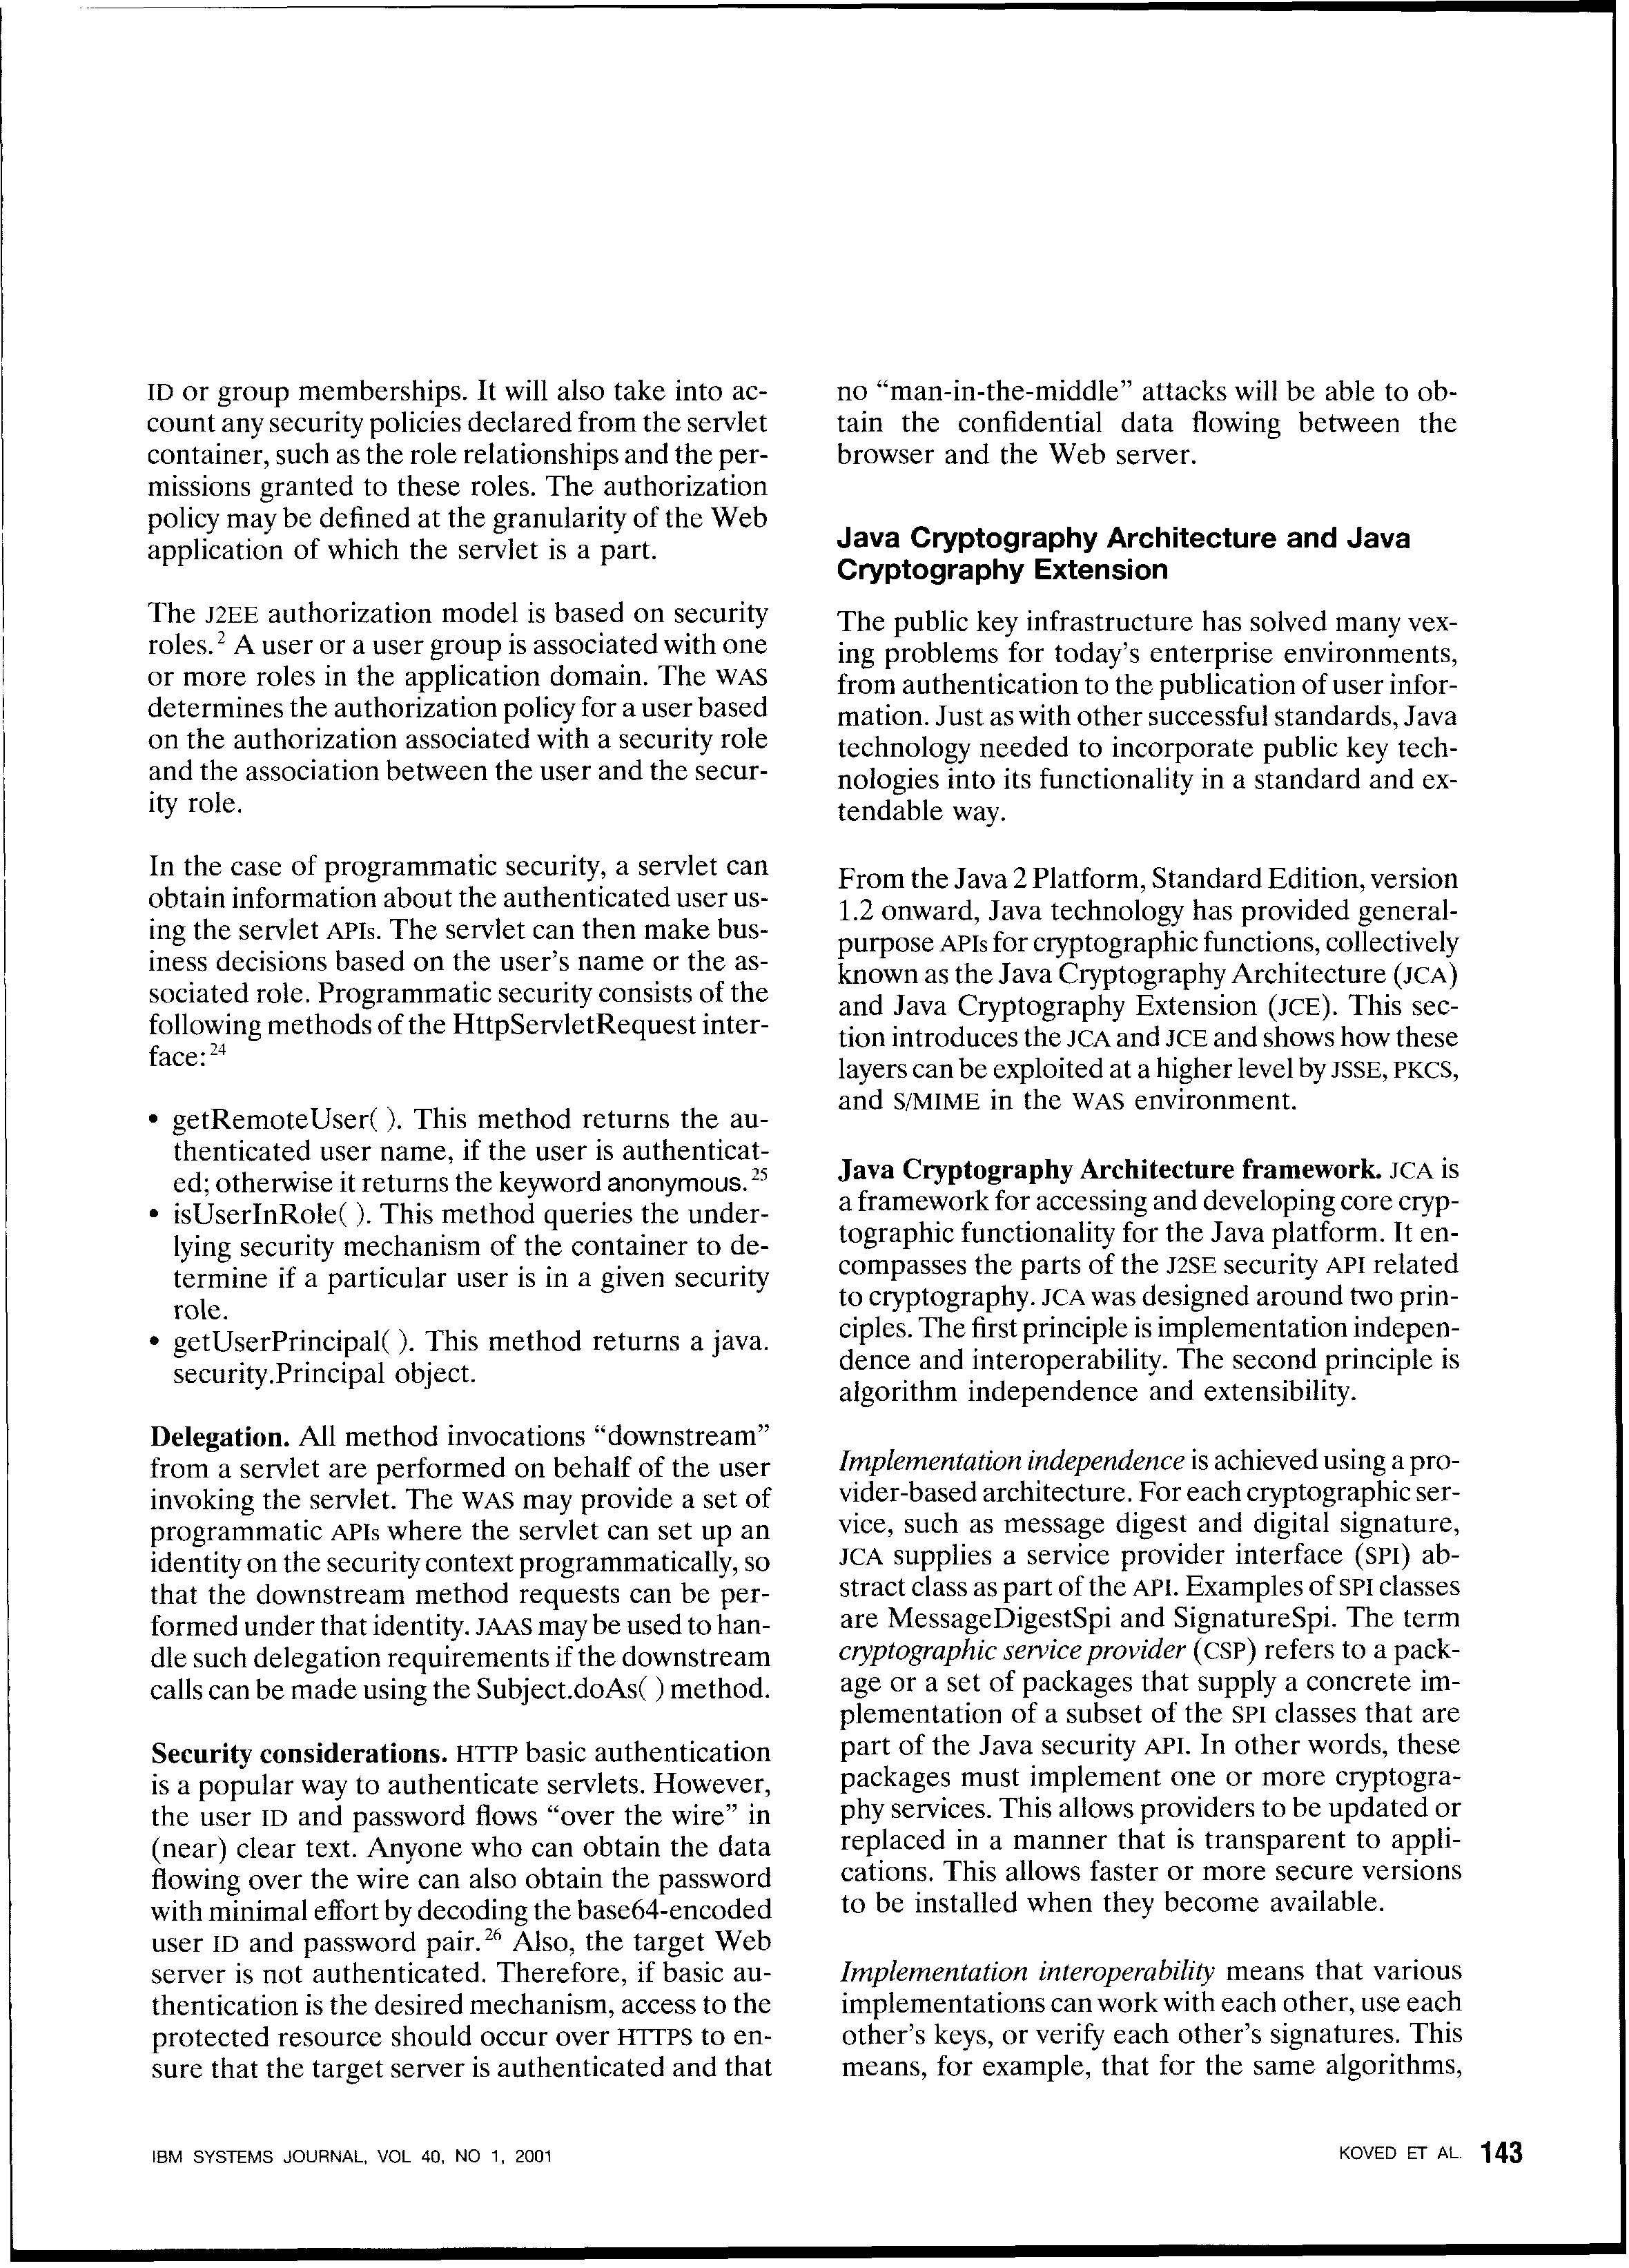 ID or group memberships. It will also take into ac-
count any security policies declared from the servlet
container, such as the role relationships and the per-
missions granted to these roles. The authorization
policy may be defined at the granularity of the Web
application of which the servlet is a part.
The J2EE authorization model is based on security
roles.2 A user or a user group is associated with one
or more roles in the application domain. The WAS
determines the authorization policy for a user based
on the authorization associated with a security role
and the association between the user and the secur-
ity role.
In the case of programmatic security, a servlet can
obtain information about the authenticated user us-
ing the servlet APIs. The servlet can then make bus-
iness decisions based on the user's name or the as-
sociated role. Programmatic security consists of the
following methods of the HttpServletRequest inter-
face:24
• getRemoteUser( ). This method returns the au-
thenticated user name, if the user is authenticat-
ed; otherwise it returns the keyword anonymous.25
• isUserInRole( ). This method queries the under-
lying security mechanism of the container to de-
termine if a particular user is in a given security
role.
• getUserPrincipal( ). This method returns a java.
security.Principal object.
Delegation. All method invocations “downstream”
from a servlet are performed on behalf of the user
invoking the servlet. The WAS may provide a set of
programmatic APIs where the servlet can set up an
identity on the security context programmatically, so
that the downstream method requests can be per-
formed under that identity. JAAS may be used to han-
dle such delegation requirements if the downstream
calls can be made using the Subject.doAs( ) method.
Security considerations. HTTP basic authentication
is a popular way to authenticate servlets. However,
the user ID and password flows “over the wire” in
(near) clear text. Anyone who can obtain the data
flowing over the wire can also obtain the password
with minimal effort by decoding the base64-encoded
user ID and password pair.26 Also, the target Web
server is not authenticated. Therefore, if basic au-
thentication is the desired mechanism, access to the
protected resource should occur over HTTPS to en-
sure that the target server is authenticated and that
no “man-in-the-middle” attacks will be able to ob-
tain the confidential data flowing between the
browser and the Web server.
Java Cryptography Architecture and Java
Cryptography Extension
The public key infrastructure has solved many vex-
ing problems for today's enterprise environments,
from authentication to the publication of user infor-
mation. Just as with other successful standards, Java
technology needed to incorporate public key tech-
nologies into its functionality in a standard and ex-
tendable way.
From the Java 2 Platform, Standard Edition, version
1.2 onward, Java technology has provided general-
purpose APIs for cryptographic functions, collectively
known as the Java Cryptography Architecture (JCA)
and Java Cryptography Extension (JCE). This sec-
tion introduces the JCA and JCE and shows how these
layers can be exploited at a higher level by JSSE, PKCS,
and S/MIME in the WAS environment.
Java Cryptography Architecture framework. JCA is
a framework for accessing and developing core cryp-
tographic functionality for the Java platform. It en-
compasses the parts of the J2SE security API related
to cryptography. JCA was designed around two prin-
ciples. The first principle is implementation indepen-
dence and interoperability. The second principle is
algorithm independence and extensibility.
Implementation independence is achieved using a pro-
vider-based architecture. For each cryptographic ser-
vice, such as message digest and digital signature,
JCA supplies a service provider interface (SPI) ab-
stract class as part of the API. Examples of SPI classes
are MessageDigestSpi and SignatureSpi. The term
cryptographic service provider (CSP) refers to a pack-
age or a set of packages that supply a concrete im-
plementation of a subset of the SPI classes that are
part of the Java security API. In other words, these
packages must implement one or more cryptogra-
phy services. This allows providers to be updated or
replaced in a manner that is transparent to appli-
cations. This allows faster or more secure versions
to be installed when they become available.
Implementation interoperability means that various
implementations can work with each other, use each
other's keys, or verify each other's signatures. This
means, for example, that for the same algorithms,
IBM SYSTEMS JOURNAL, VOL 40, NO 1, 2001
KOVED ET AL. 143